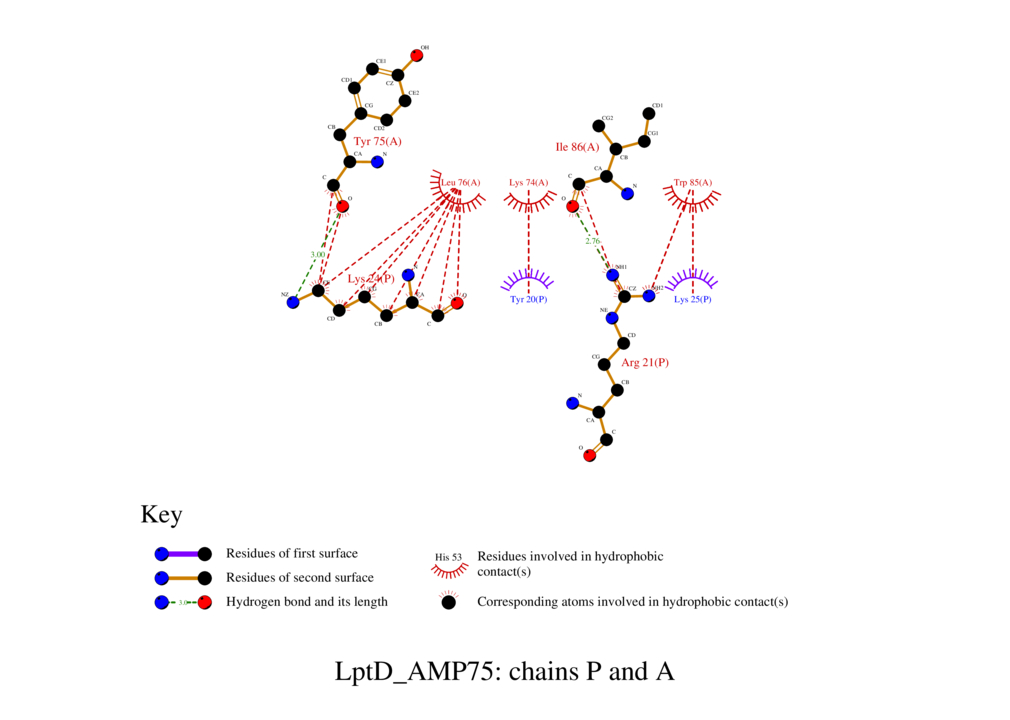 OH
CE1
CZ
CD1
CE2
CG
CD2
CB
Tyr 75(A)
CA
N
C
O
Leu 76(A)
Lys 74(A)
CD1
CG2
CG1
Ile 86(A)
CB
CA
C
N
O
Trp 85(A)
3.00
2.76
Lys 24(P)
NZ
CD
CB
CA
C
O
NH1
CZ
NH2
NE
Tyr 20(P)
Lys 25(P)
CD
CG
Arg 21(P)
CB
N
CA
C
O
Key
Residues of first surface
Residues of second surface
3.0
Hydrogen bond and its length
His 53
Residues involved in hydrophobic
contact(s)
Corresponding atoms involved in hydrophobic contact(s)
LptD_AMP75: chains P and A